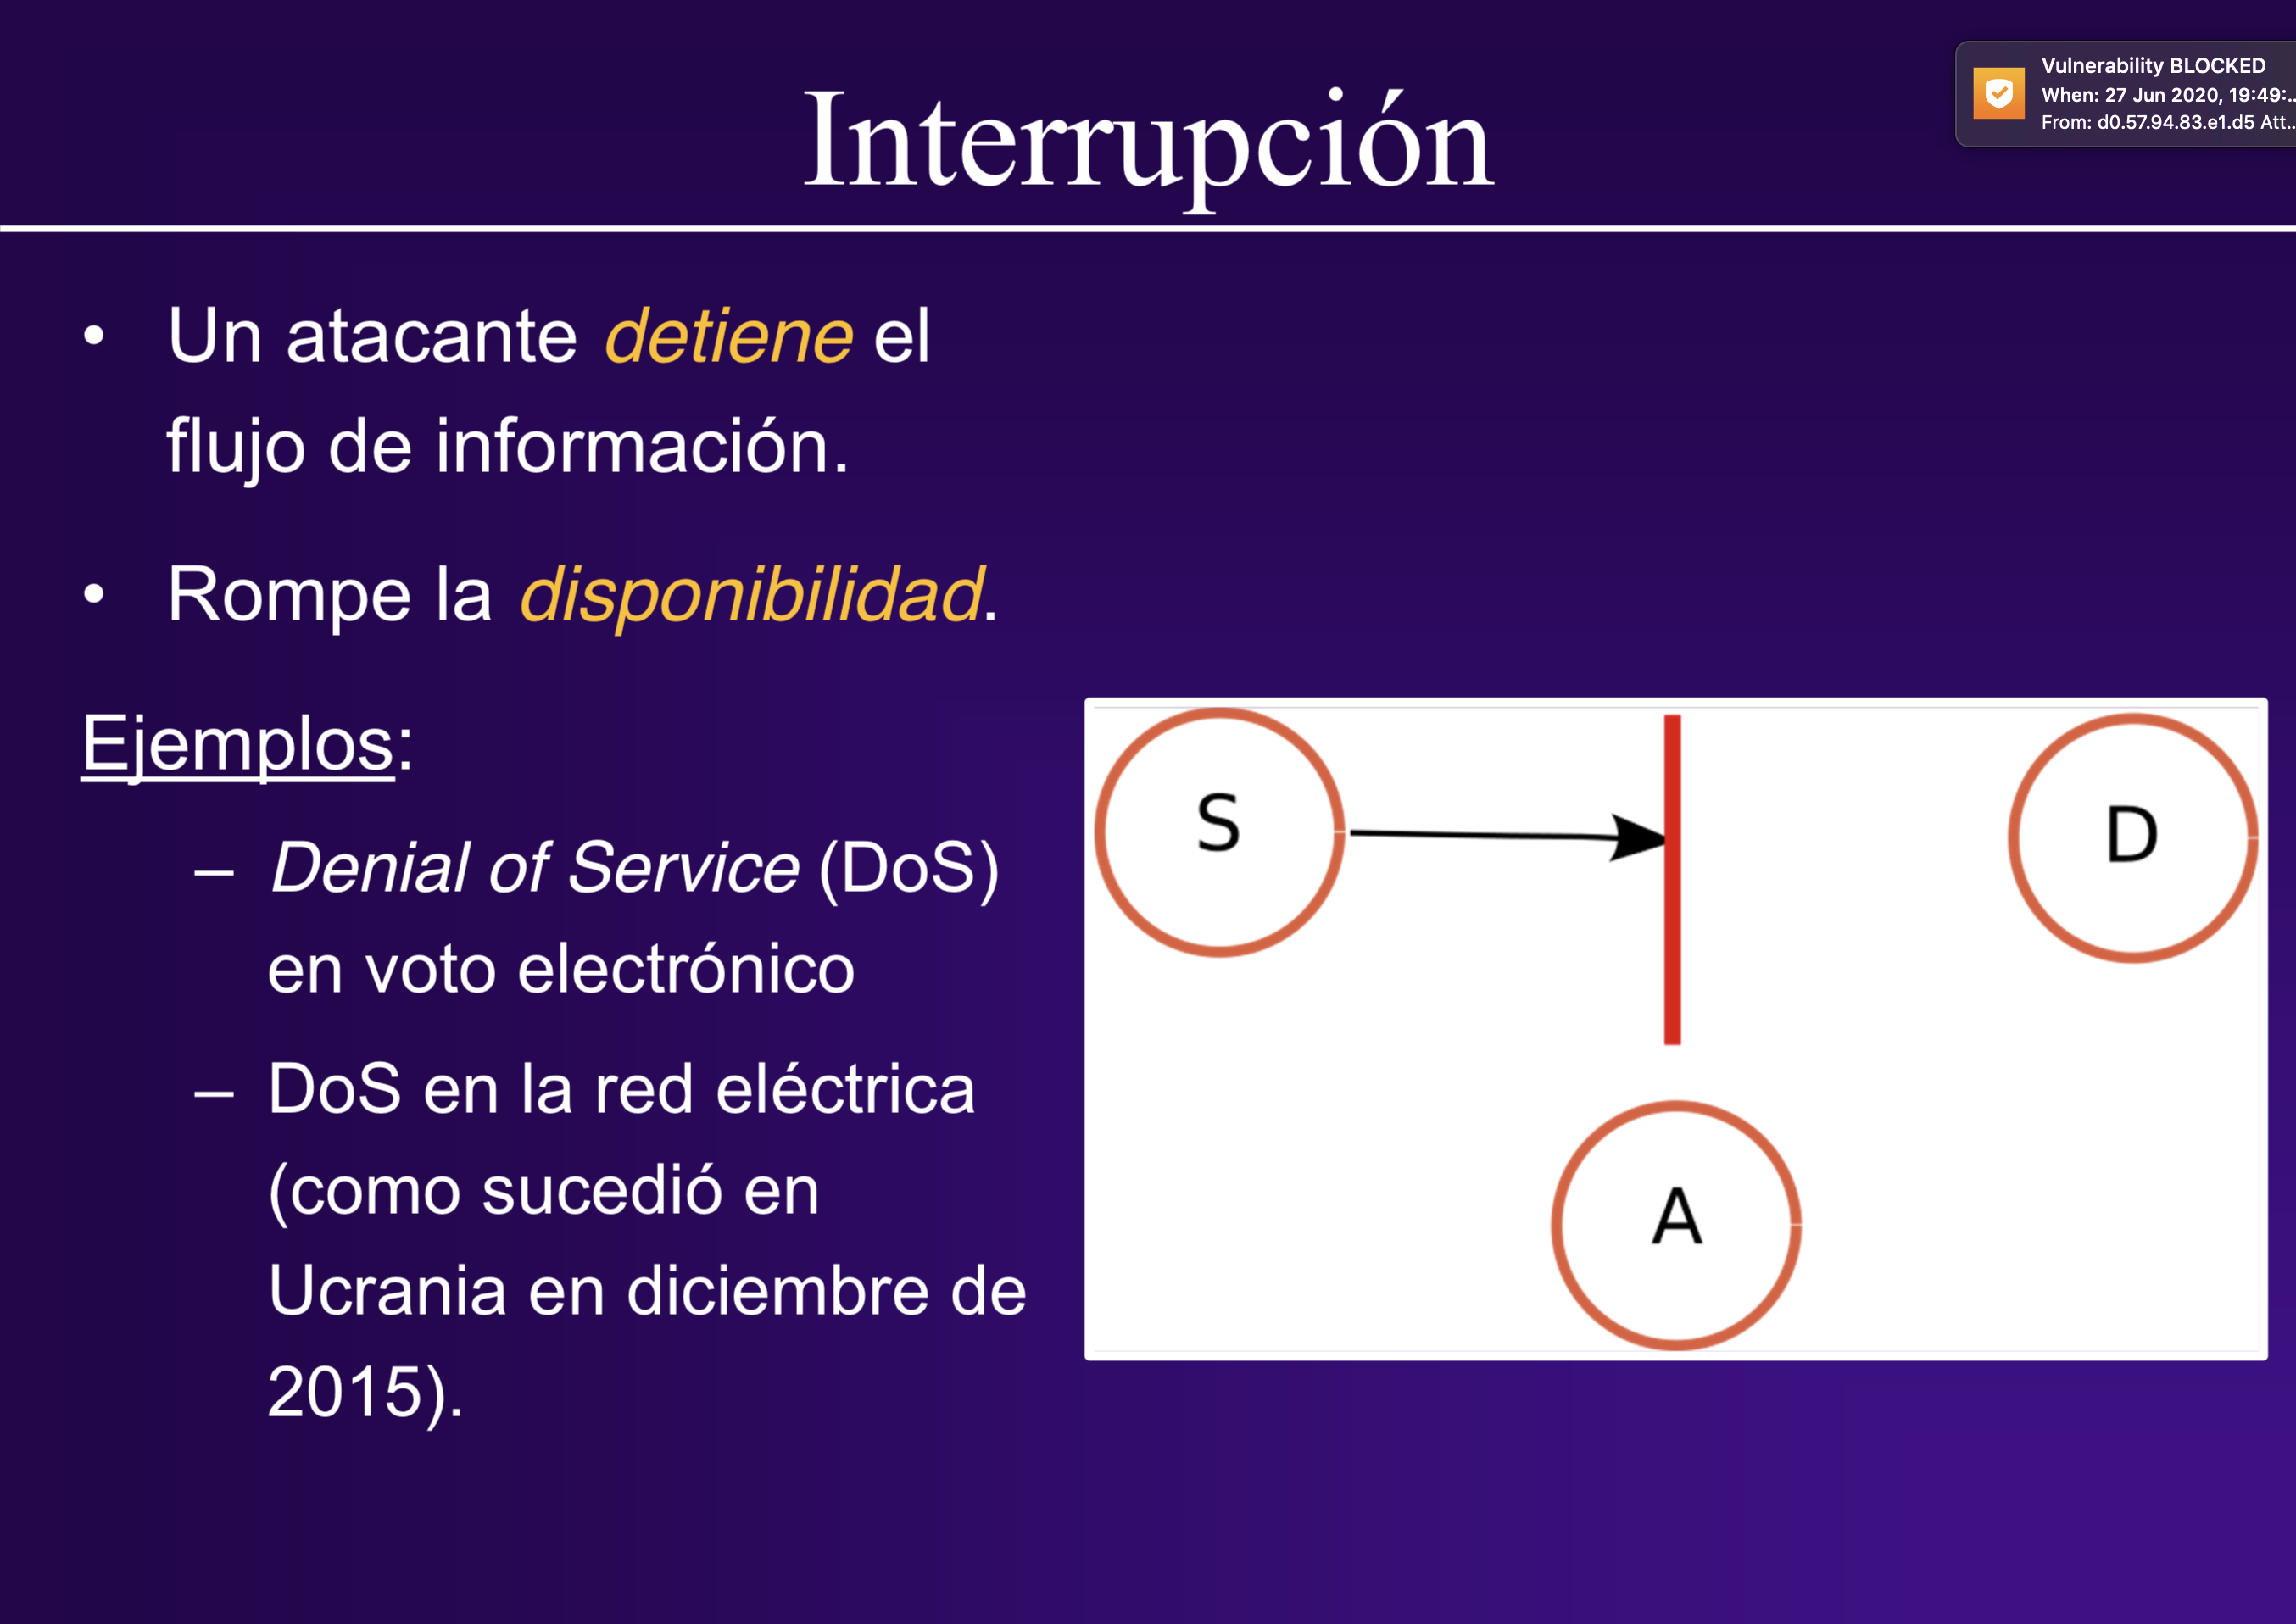 Interrupción
Vulnerability BLOCKED
When: 27 Jun 2020, 19:49:...
From: d0.57.94.83.e1.d5 Att...
• Un atacante detiene el
flujo de información.
• Rompe la disponibilidad.
Ejemplos:
– Denial of Service (DoS)
en voto electrónico
– DoS en la red eléctrica
(como sucedió en
Ucrania en diciembre de
2015).
S
D
A